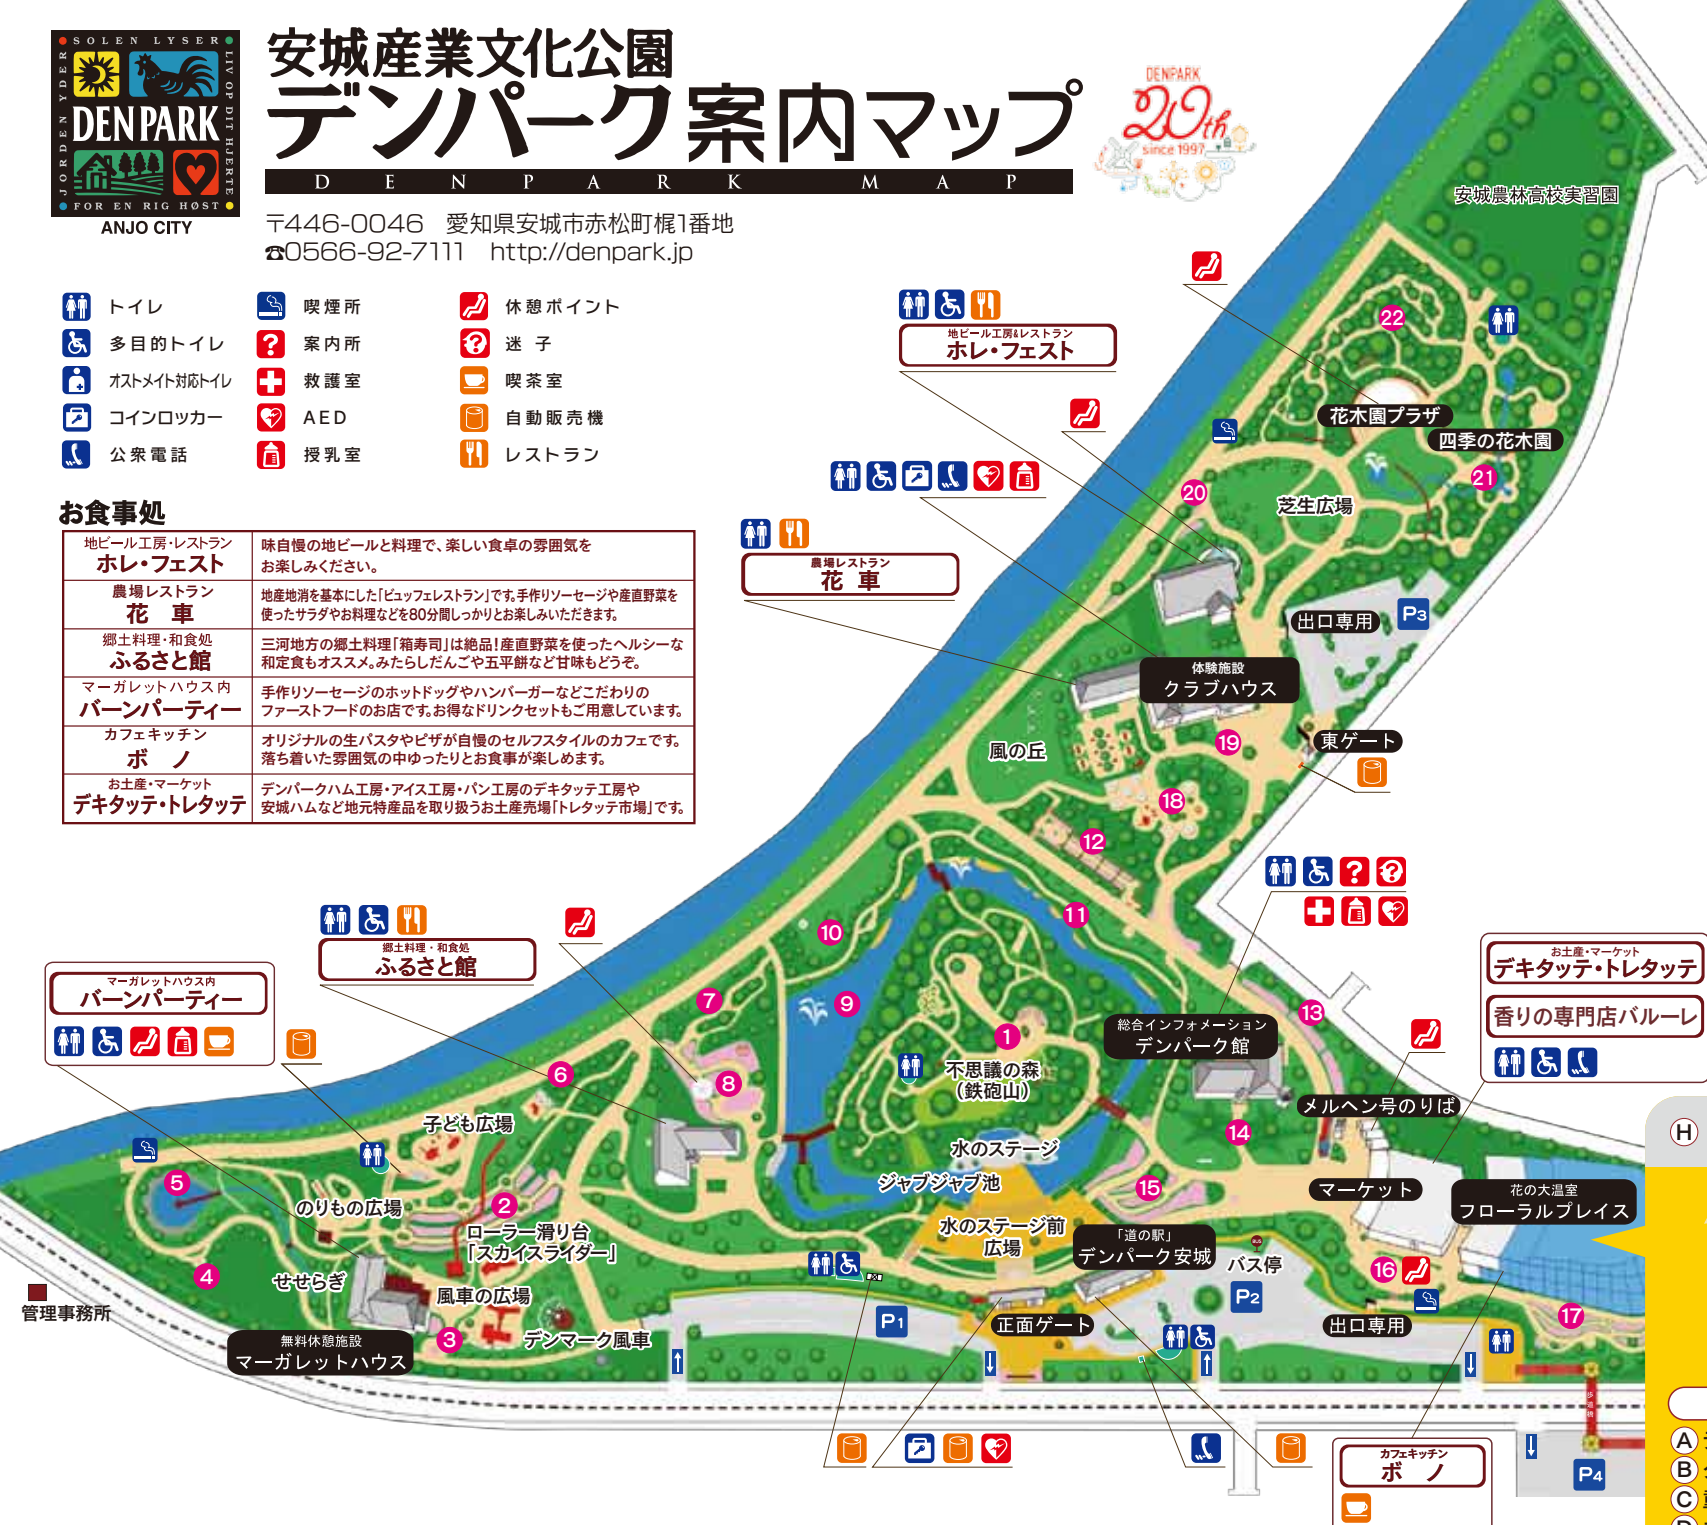 SOLEN LYSER
LIV OP DIT HJERTE
JORDEN YDER
DENPARK
FOR EN RIG HØST
ANJO CITY
安城産業文化公園
デンパーク案内マップ
DENPARK MAP
〒446-0046 愛知県安城市赤松町梶1番地
☎0566-92-7111 http://denpark.jp
DENPARK
20th
since 1997
トイレ
多目的トイレ
オストメイト対応トイレ
コインロッカー
公衆電話
喫煙所
案内所
救護室
AED
授乳室
休憩ポイント
迷子
喫茶室
自動販売機
レストラン
お食事処
地ビール工房・レストラン
ホレ・フェスト
味自慢の地ビールと料理で、楽しい食卓の雰囲気を
お楽しみください。
農場レストラン
花車
地産地消を基本にした「ビュッフェレストラン」です。手作りソーセージや産直野菜を
使ったサラダやお料理などを80分間しっかりとお楽しみいただきます。
郷土料理・和食処
ふるさと館
三河地方の郷土料理「箱寿司」は絶品!産直野菜を使ったヘルシーな
和定食もオススメ。みたらしだんごや五平餅など甘味もどうぞ。
マーガレットハウス内
バーンパーティー
手作りソーセージのホットドッグやハンバーガーなどこだわりの
ファーストフードのお店です。お得なドリンクセットもご用意しています。
カフェキッチン
ボノ
オリジナルの生パスタやピザが自慢のセルフスタイルのカフェです。
落ち着いた雰囲気の中ゆったりとお食事が楽しめます。
お土産・マーケット
デキタッテ・トレタッテ
デンパークハム工房・アイス工房・パン工房のデキタッテ工房や
安城ハムなど地元特産品を取り扱うお土産売場「トレタッテ市場」です。
安城農林高校実習園
22
地ビール工房&レストラン
ホレ・フェスト
花木園プラザ
四季の花木園
21
20
芝生広場
農場レストラン
花車
出口専用
P3
体験施設
クラブハウス
19
東ゲート
風の丘
18
12
11
10
郷土料理・和食処
ふるさと館
マーガレットハウス内
バーンパーティー
お土産・マーケット
デキタッテ・トレタッテ
香りの専門店バルーレ
7
9
1
13
総合インフォメーション
デンパーク館
不思議の森
(鉄砲山)
6
8
メルヘン号のりば
H
子ども広場
14
水のステージ
ジャブジャブ池
15
マーケット
花の大温室
フローラルプレイス
5
のりもの広場
2
ローラー滑り台
「スカイスライダー」
水のステージ前
広場
「道の駅」
デンパーク安城
バス停
16
4
せせらぎ
管理事務所
風車の広場
P1
P2
正面ゲート
出口専用
17
3
デンマーク風車
無料休憩施設
マーガレットハウス
歩道橋
カフェキッチン
ボノ
P4
A
B
C